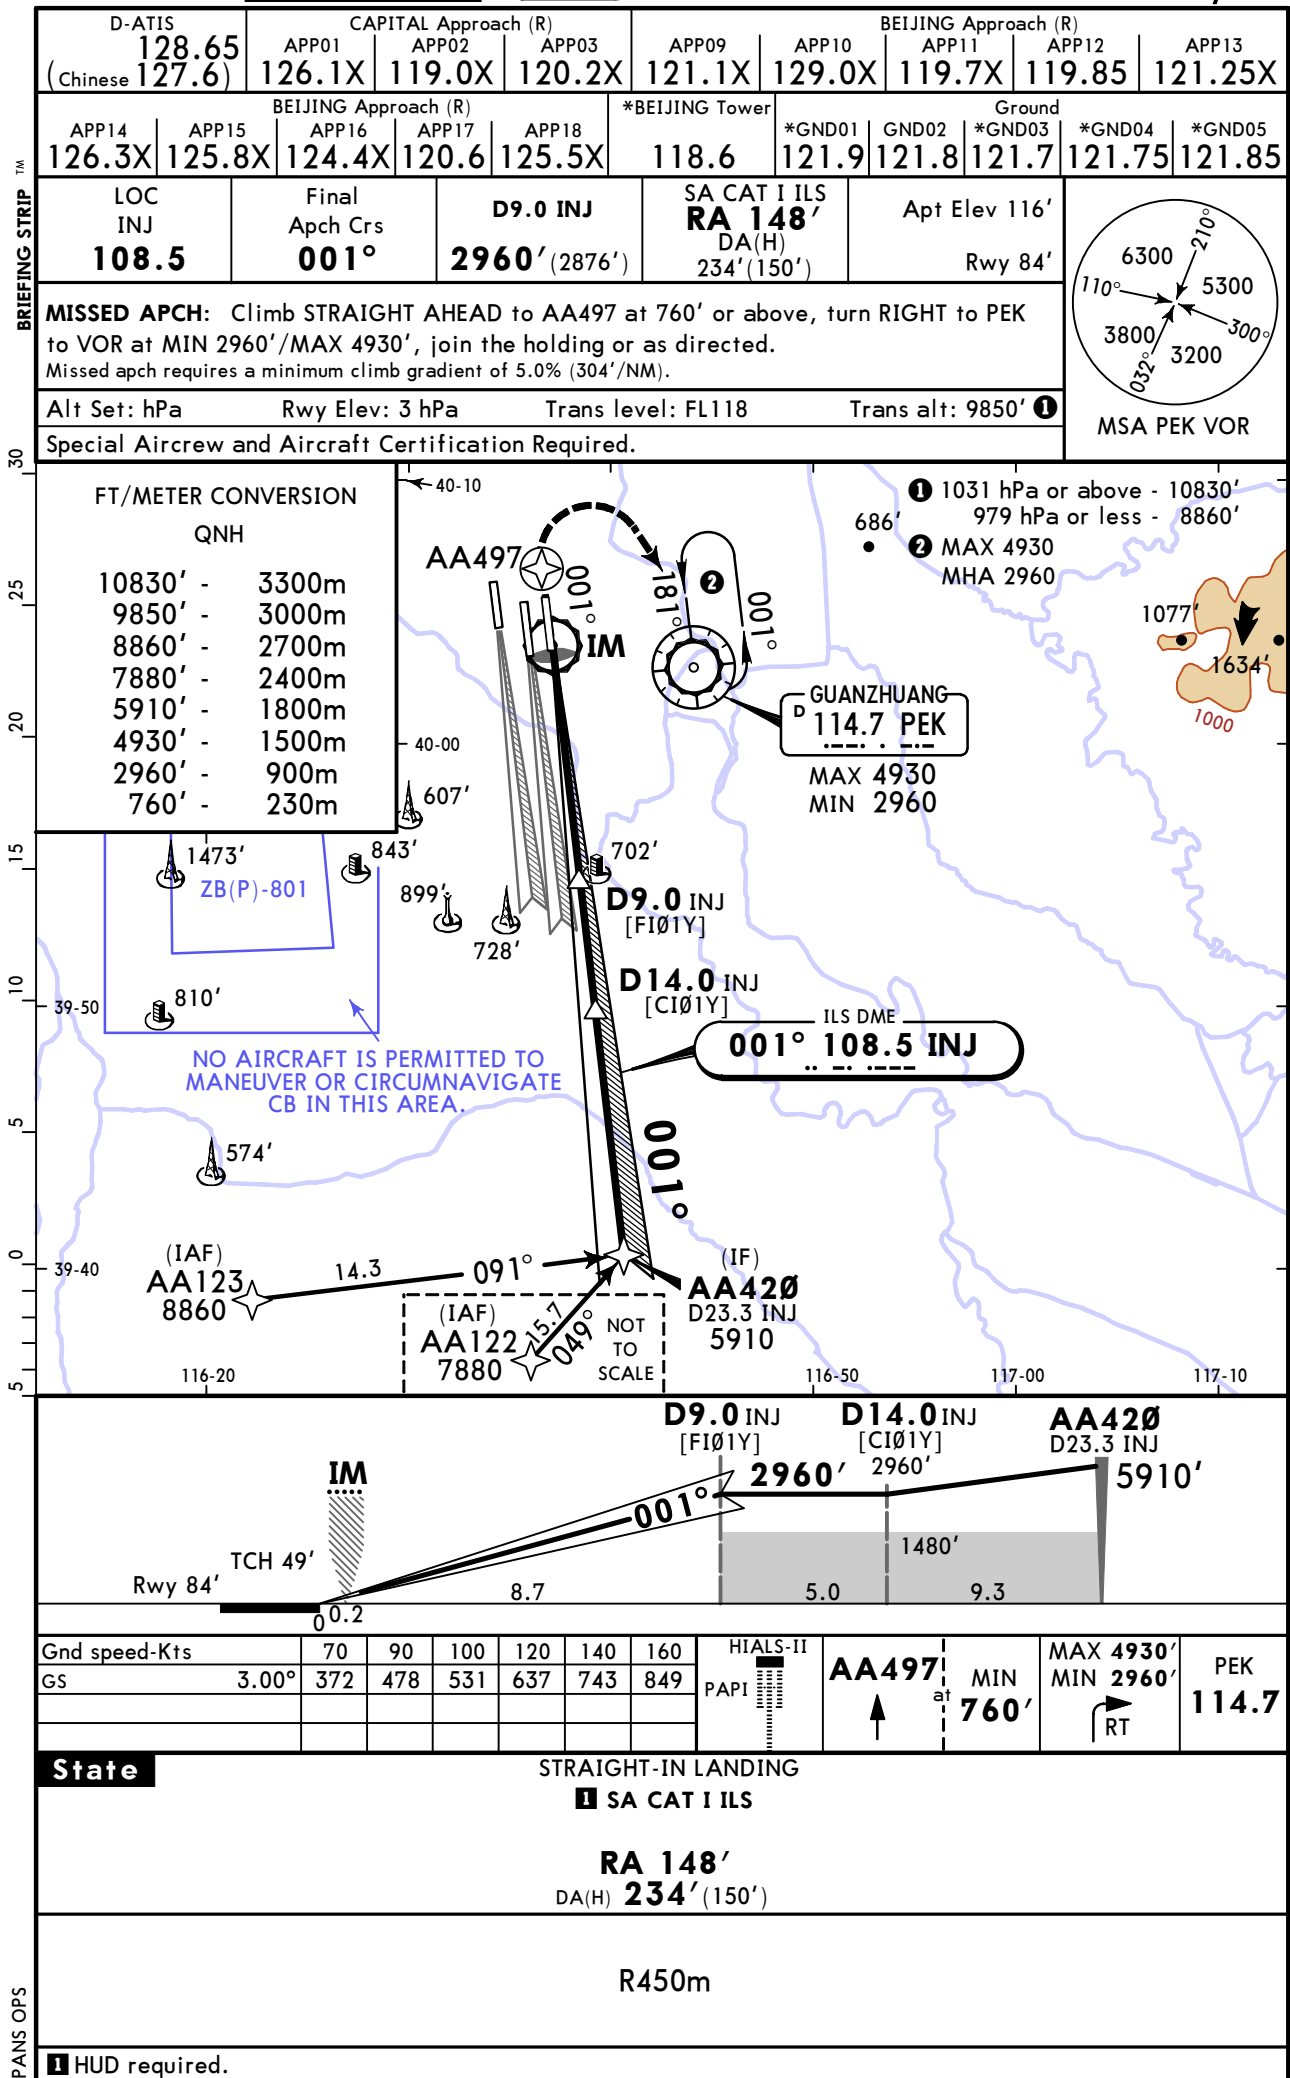 D-ATIS
128.65
(Chinese 127.6)
CAPITAL Approach (R)
APP01 APP02 APP03
126.1X 119.0X 120.2X
BEIJING Approach (R)
APP09 APP10 APP11 APP12 APP13
121.1X 129.0X 119.7X 119.85 121.25X
BEIJING Approach (R)
APP14 APP15 APP16 APP17 APP18
126.3X 125.8X 124.4X 120.6 125.5X
*BEIJING Tower
118.6
Ground
*GND01 GND02 *GND03 *GND04 *GND05
121.9 121.8 121.7 121.75 121.85
BRIEFING STRIP TM
LOC
INJ
108.5
Final
Apch Crs
001°
D9.0 INJ
2960'(2876')
SA CAT I ILS
RA 148'
DA(H)
234'(150')
Apt Elev 116'
Rwy 84'
MISSED APCH: Climb STRAIGHT AHEAD to AA497 at 760' or above, turn RIGHT to PEK
to VOR at MIN 2960'/MAX 4930', join the holding or as directed.
Missed apch requires a minimum climb gradient of 5.0% (304'/NM).
Alt Set: hPa Rwy Elev: 3 hPa Trans level: FL118 Trans alt: 9850' 1
Special Aircrew and Aircraft Certification Required.
210°
6300
110°
5300
300°
3800
3200
032°
MSA PEK VOR
FT/METER CONVERSION
QNH
10830' - 3300m
9850' - 3000m
8860' - 2700m
7880' - 2400m
5910' - 1800m
4930' - 1500m
2960' - 900m
760' - 230m
30
25
20
15
10
5
0
5
40-10
1 1031 hPa or above - 10830'
979 hPa or less - 8860'
2 MAX 4930
MHA 2960
686'
AA497
001°
181°
2
001°
IM
1077'
1634'
1000
GUANZHUANG
D 114.7 PEK
MAX 4930
MIN 2960
40-00
607'
1473'
843'
ZB(P)-801
899'
728'
702'
D9.0 INJ
[FIØ1Y]
D14.0 INJ
[CIØ1Y]
810'
39-50
ILS DME
001° 108.5 INJ
NO AIRCRAFT IS PERMITTED TO
MANEUVER OR CIRCUMNAVIGATE
CB IN THIS AREA.
574'
001°
(IAF)
AA123
8860
39-40
14.3
091°
(IF)
AA42Ø
D23.3 INJ
5910
(IAF)
AA122
7880
15.7
049°
NOT
TO
SCALE
116-20
116-50
117-00
117-10
D9.0 INJ
[FIØ1Y]
D14.0 INJ
[CIØ1Y]
2960'
AA42Ø
D23.3 INJ
5910'
IM
2960'
001°
1480'
TCH 49'
Rwy 84'
8.7
5.0
9.3
0 0.2
Gnd speed-Kts 70 90 100 120 140 160
GS 3.00° 372 478 531 637 743 849
HIALS-II
PAPI
AA497
at
MIN
760'
MAX 4930'
MIN 2960'
RT
PEK
114.7
State
STRAIGHT-IN LANDING
1 SA CAT I ILS
RA 148'
DA(H) 234'(150')
R450m
PANS OPS
1 HUD required.